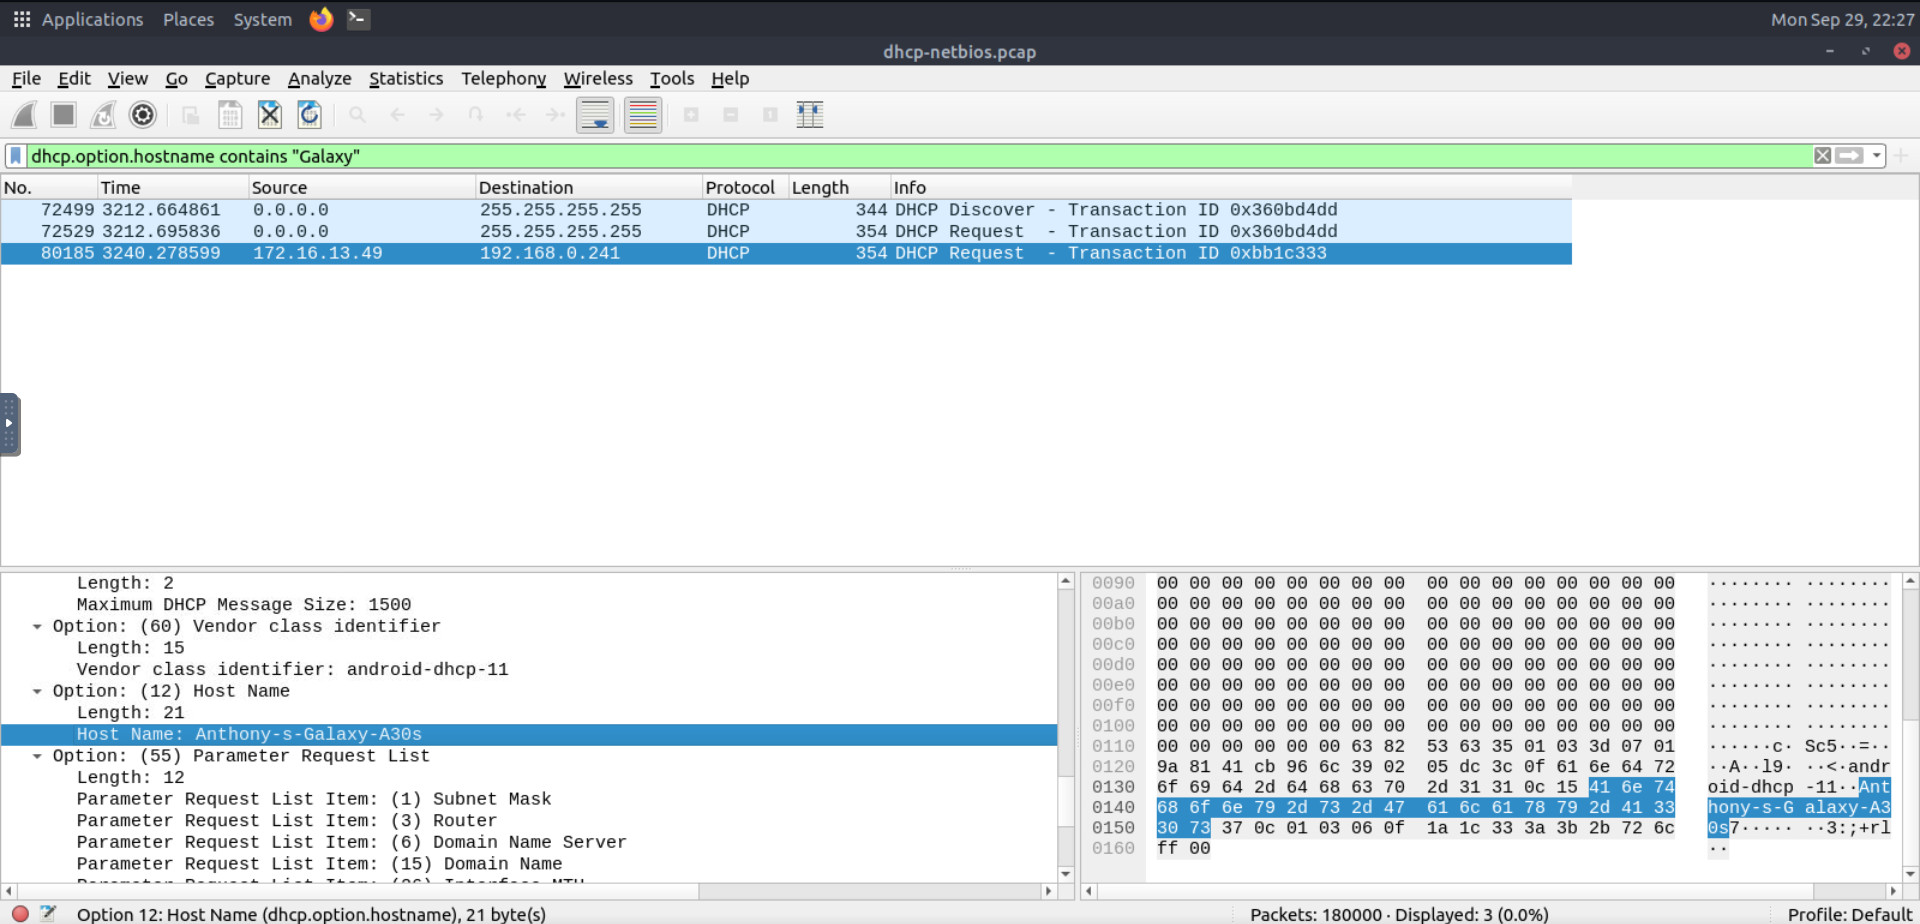 Applications Places System Mon Sep 29, 22:27
dhcp-netbios.pcap
File Edit View Go Capture Analyze Statistics Telephony Wireless Tools Help
dhcp.option.hostname contains "Galaxy"
No. Time Source Destination Protocol Length Info
72499 3212.664861 0.0.0.0 255.255.255.255 DHCP 344 DHCP Discover - Transaction ID 0x360bd4dd
72529 3212.695836 0.0.0.0 255.255.255.255 DHCP 354 DHCP Request - Transaction ID 0x360bd4dd
80185 3240.278599 172.16.13.49 192.168.0.241 DHCP 354 DHCP Request - Transaction ID 0xbb1c333
Length: 2
Maximum DHCP Message Size: 1500
Option: (60) Vendor class identifier
Length: 15
Vendor class identifier: android-dhcp-11
Option: (12) Host Name
Length: 21
Host Name: Anthony-s-Galaxy-A30s
Option: (55) Parameter Request List
Length: 12
Parameter Request List Item: (1) Subnet Mask
Parameter Request List Item: (3) Router
Parameter Request List Item: (6) Domain Name Server
Parameter Request List Item: (15) Domain Name
Parameter Request List Item: (26) Interface MTU
0090 00 00 00 00 00 00 00 00 00 00 00 00 00 00 00 00 ········ ········
00a0 00 00 00 00 00 00 00 00 00 00 00 00 00 00 00 00 ········ ········
00b0 00 00 00 00 00 00 00 00 00 00 00 00 00 00 00 00 ········ ········
00c0 00 00 00 00 00 00 00 00 00 00 00 00 00 00 00 00 ········ ········
00d0 00 00 00 00 00 00 00 00 00 00 00 00 00 00 00 00 ········ ········
00e0 00 00 00 00 00 00 00 00 00 00 00 00 00 00 00 00 ········ ········
00f0 00 00 00 00 00 00 00 00 00 00 00 00 00 00 00 00 ········ ········
0100 00 00 00 00 00 00 00 00 00 00 00 00 00 00 00 00 ········ ········
0110 00 00 00 00 00 00 63 82 53 63 35 01 03 3d 07 01 ······c· Sc5··=··
0120 9a 81 41 cb 96 6c 39 02 05 dc 3c 0f 61 6e 64 72 ··A··l9· ··<·andr
0130 6f 69 64 2d 64 68 63 70 2d 31 31 0c 15 41 6e 74 oid-dhcp -11··Ant
0140 68 6f 6e 79 2d 73 2d 47 61 6c 61 78 79 2d 41 33 hony-s-G alaxy-A3
0150 30 73 37 0c 01 03 06 0f 1a 1c 33 3a 3b 2b 72 6c 0s7····· ··3:;+rl
0160 ff 00 ··
Option 12: Host Name (dhcp.option.hostname), 21 byte(s) Packets: 180000 · Displayed: 3 (0.0%) Profile: Default